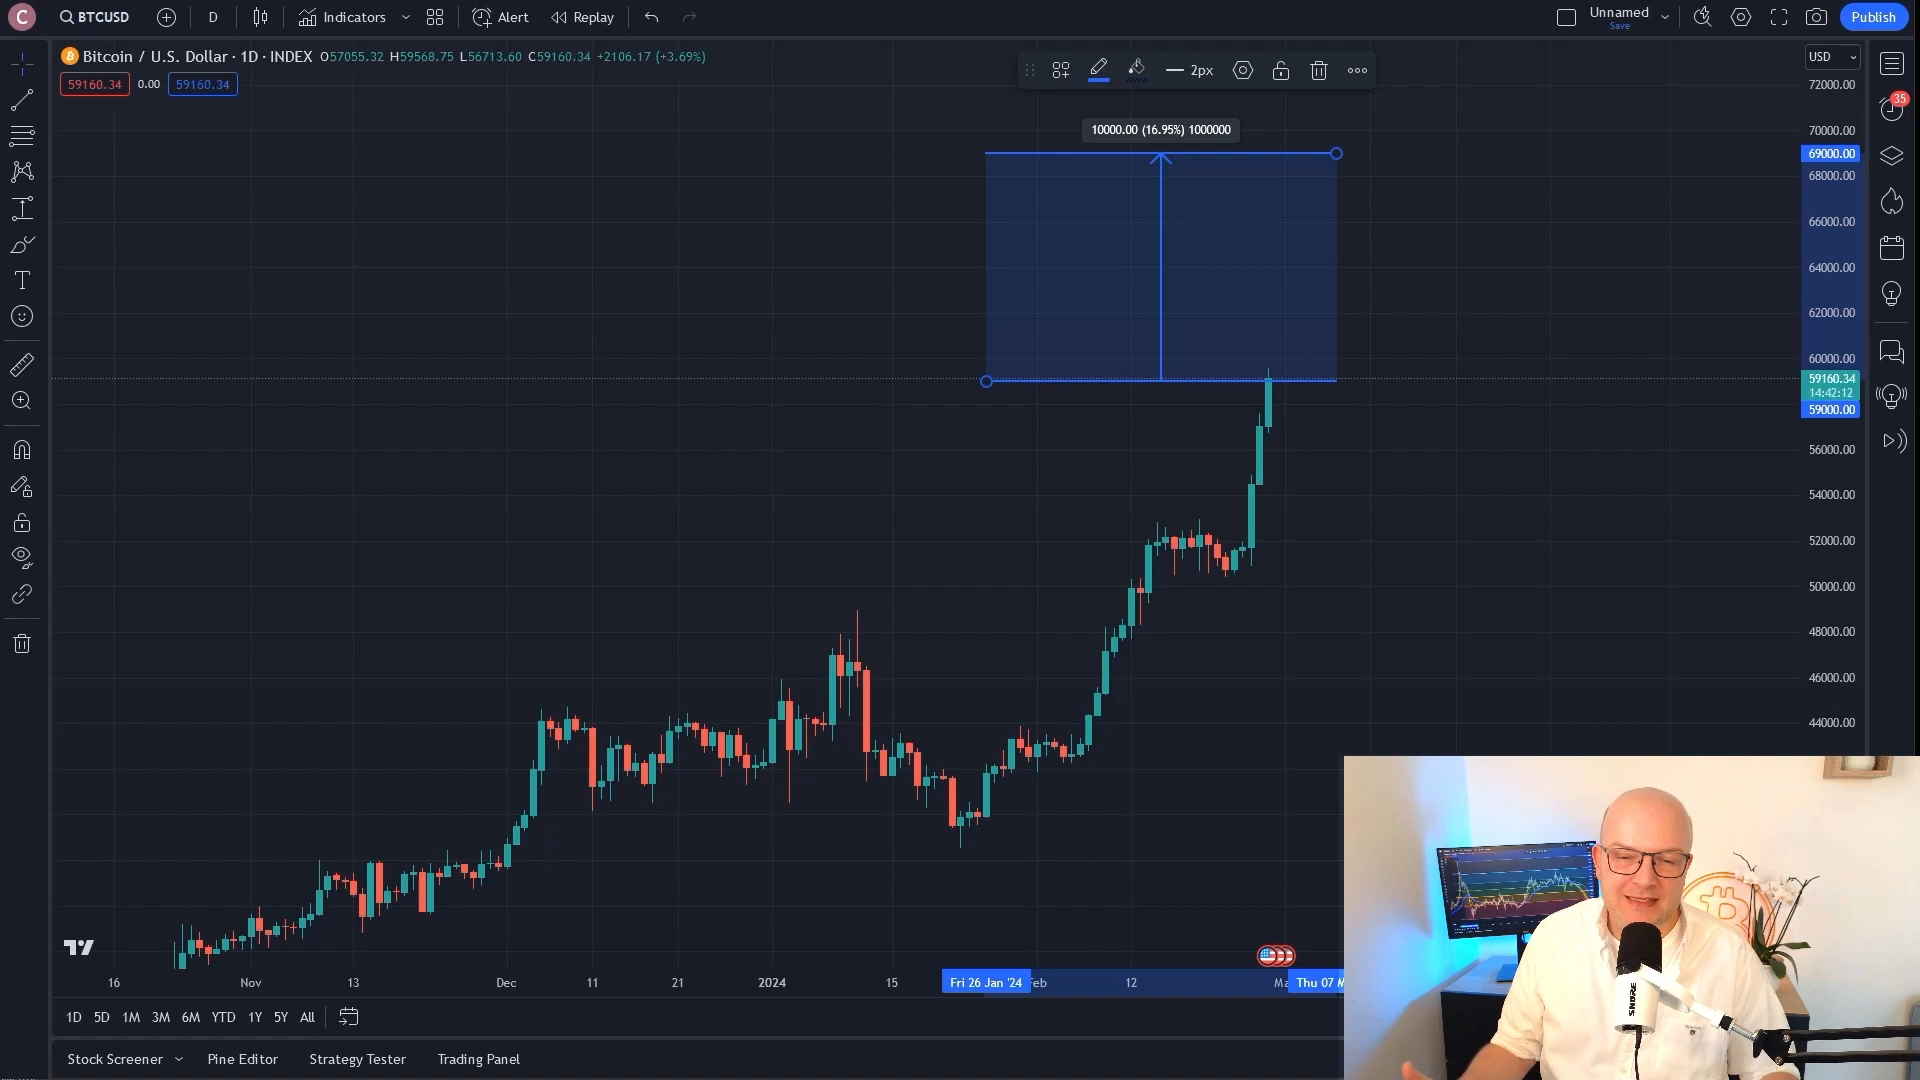 C BTCUSD D Indicators Alert Replay Unnamed Save Publish
Bitcoin / U.S. Dollar · 1D · INDEX O57055.32 H59568.75 L56713.60 C59160.34 +2106.17 (+3.69%)
USD
59160.34 0.00 59160.34
2px
35
10000.00 (16.95%) 1000000
72000.00
70000.00
69000.00
68000.00
66000.00
64000.00
62000.00
60000.00
59160.34
14:42:12
59000.00
56000.00
54000.00
52000.00
50000.00
48000.00
46000.00
44000.00
16 Nov 13 Dec 11 21 2024 15 Fri 26 Jan '24 Feb 12 Ma Thu 07 M
1D 5D 1M 3M 6M YTD 1Y 5Y All
Stock Screener Pine Editor Strategy Tester Trading Panel
SHURE